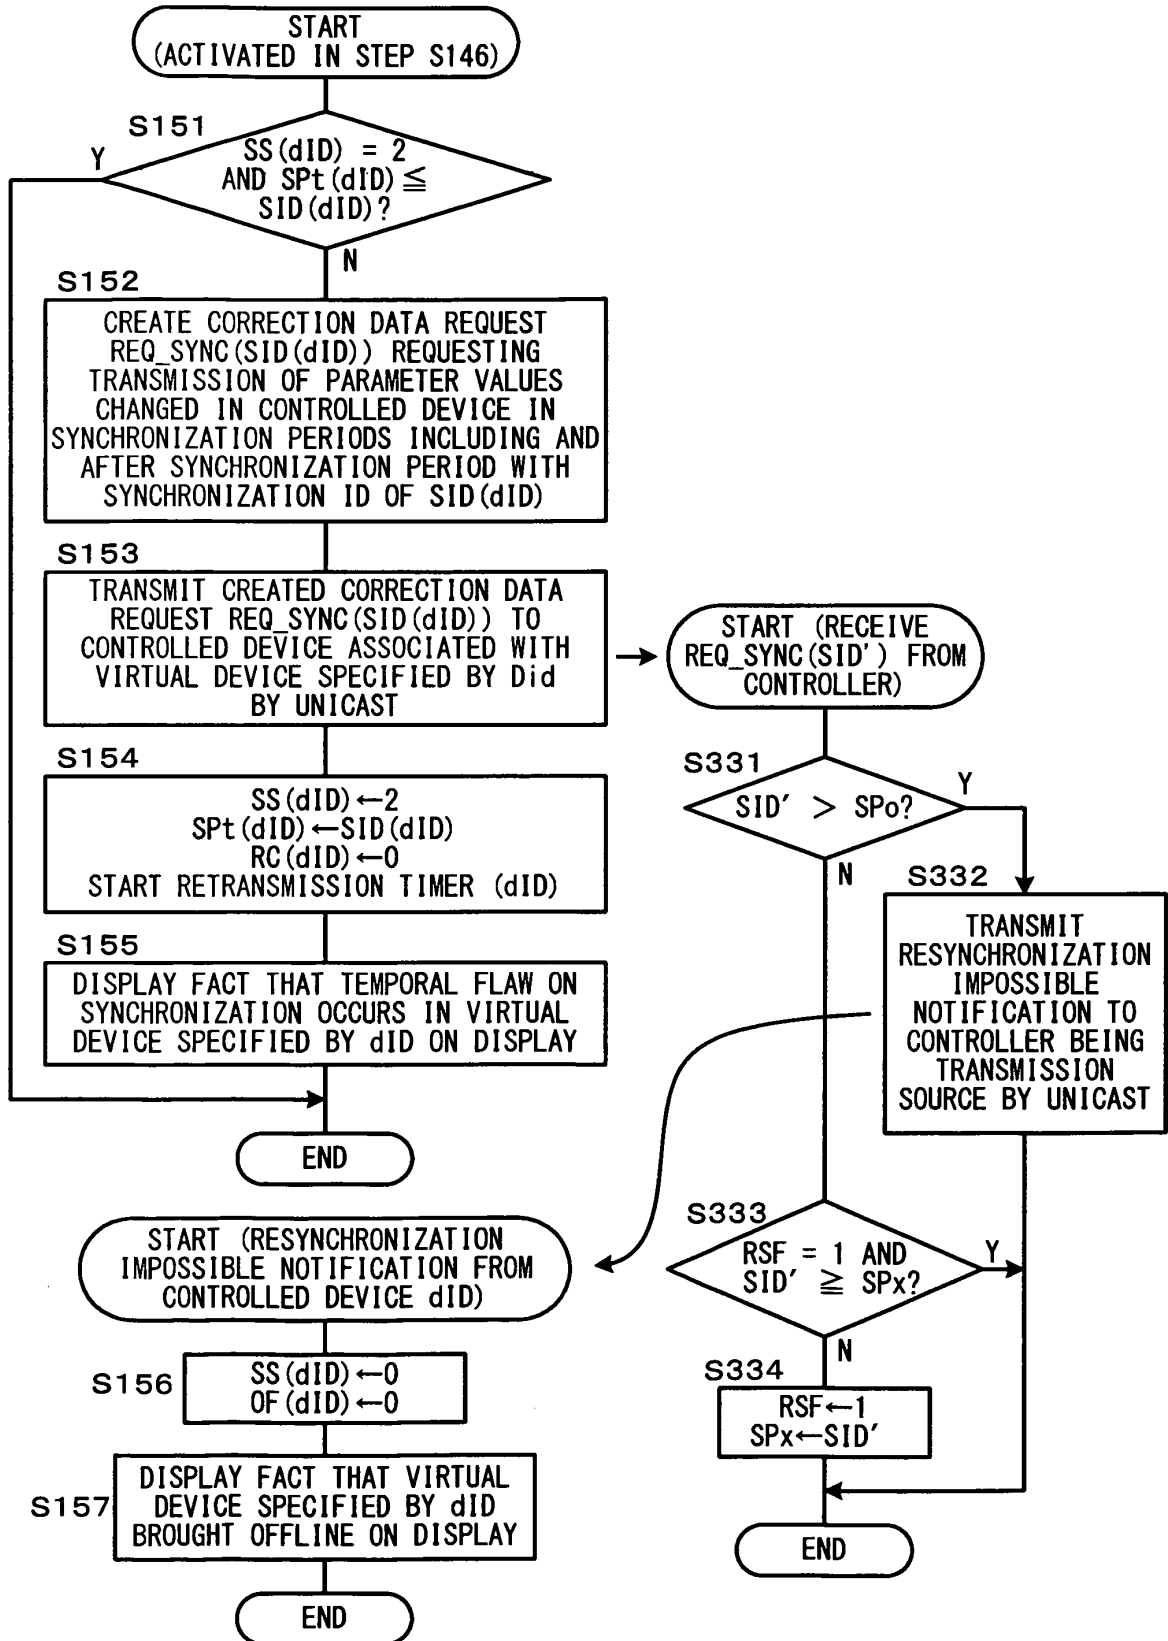 START
(ACTIVATED IN STEP S146)
S151
Y
SS(dID) = 2
AND SPt(dID) ≦
SID(dID)?
N
S152
CREATE CORRECTION DATA REQUEST
REQ_SYNC(SID(dID)) REQUESTING
TRANSMISSION OF PARAMETER VALUES
CHANGED IN CONTROLLED DEVICE IN
SYNCHRONIZATION PERIODS INCLUDING AND
AFTER SYNCHRONIZATION PERIOD WITH
SYNCHRONIZATION ID OF SID(dID)
S153
TRANSMIT CREATED CORRECTION DATA
REQUEST REQ_SYNC(SID(dID)) TO
CONTROLLED DEVICE ASSOCIATED WITH
VIRTUAL DEVICE SPECIFIED BY Did
BY UNICAST
S154
SS(dID)←2
SPt(dID)←SID(dID)
RC(dID)←0
START RETRANSMISSION TIMER (dID)
S155
DISPLAY FACT THAT TEMPORAL FLAW ON
SYNCHRONIZATION OCCURS IN VIRTUAL
DEVICE SPECIFIED BY dID ON DISPLAY
END
START (RECEIVE
REQ_SYNC(SID') FROM
CONTROLLER)
S331
SID' > SPo?
Y
N
S332
TRANSMIT
RESYNCHRONIZATION
IMPOSSIBLE
NOTIFICATION TO
CONTROLLER BEING
TRANSMISSION
SOURCE BY UNICAST
S333
RSF = 1 AND
SID' ≧ SPx?
Y
N
S334
RSF←1
SPx←SID'
END
START (RESYNCHRONIZATION
IMPOSSIBLE NOTIFICATION FROM
CONTROLLED DEVICE dID)
S156
SS(dID)←0
OF(dID)←0
S157
DISPLAY FACT THAT VIRTUAL
DEVICE SPECIFIED BY dID
BROUGHT OFFLINE ON DISPLAY
END